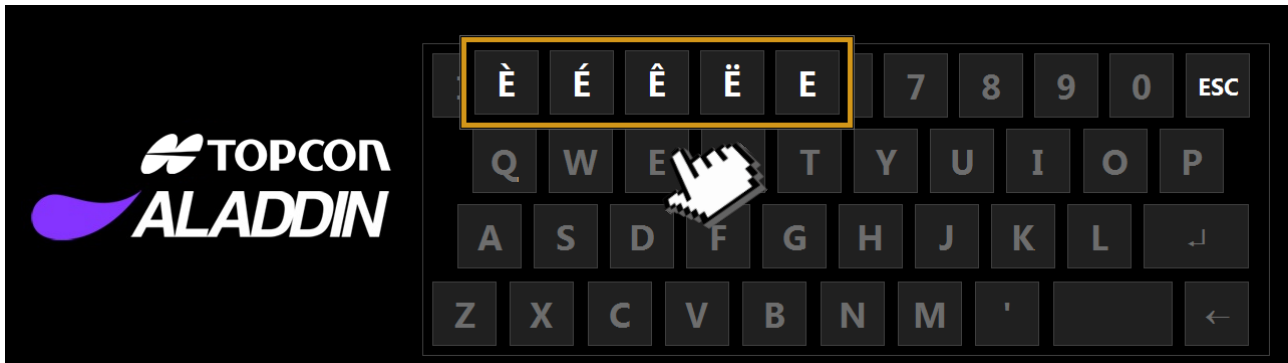 TOPCON
ALADDIN
È É Ê Ë E 7 8 9 0 ESC
Q W E T Y U I O P
A S D F G H J K L ↵
Z X C V B N M ' ←